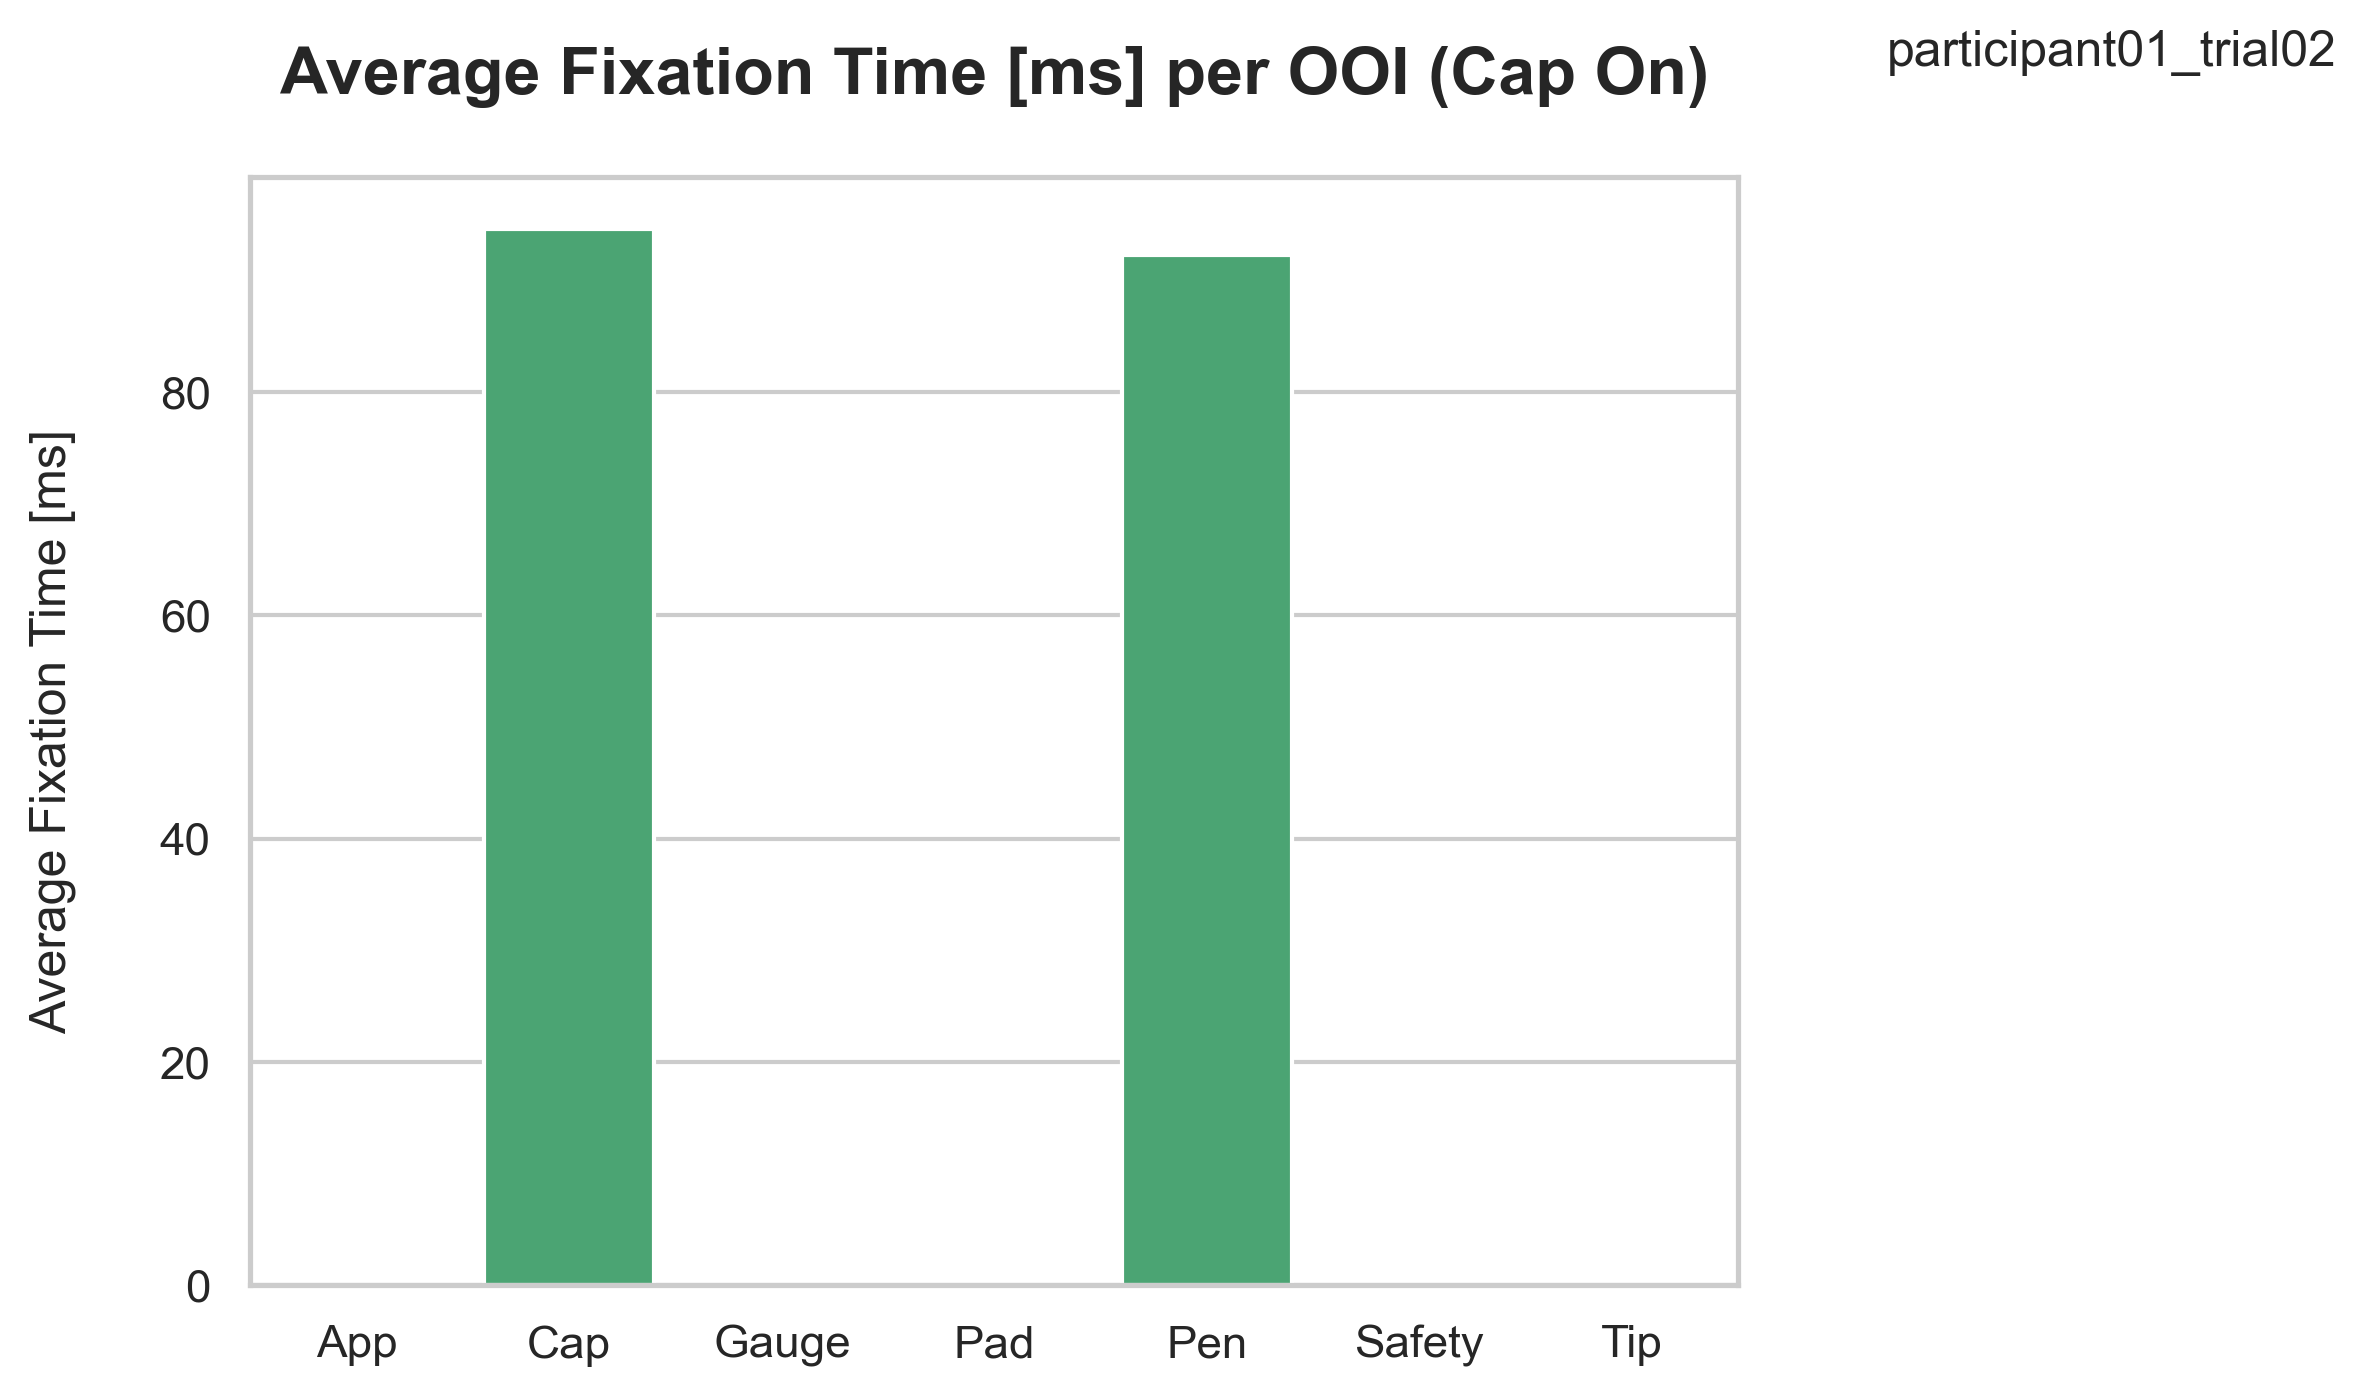 participant01_trial02
Average Fixation Time [ms] per OOI (Cap On)
Average Fixation Time [ms]
80
60
40
20
0
App Cap Gauge Pad Pen Safety Tip